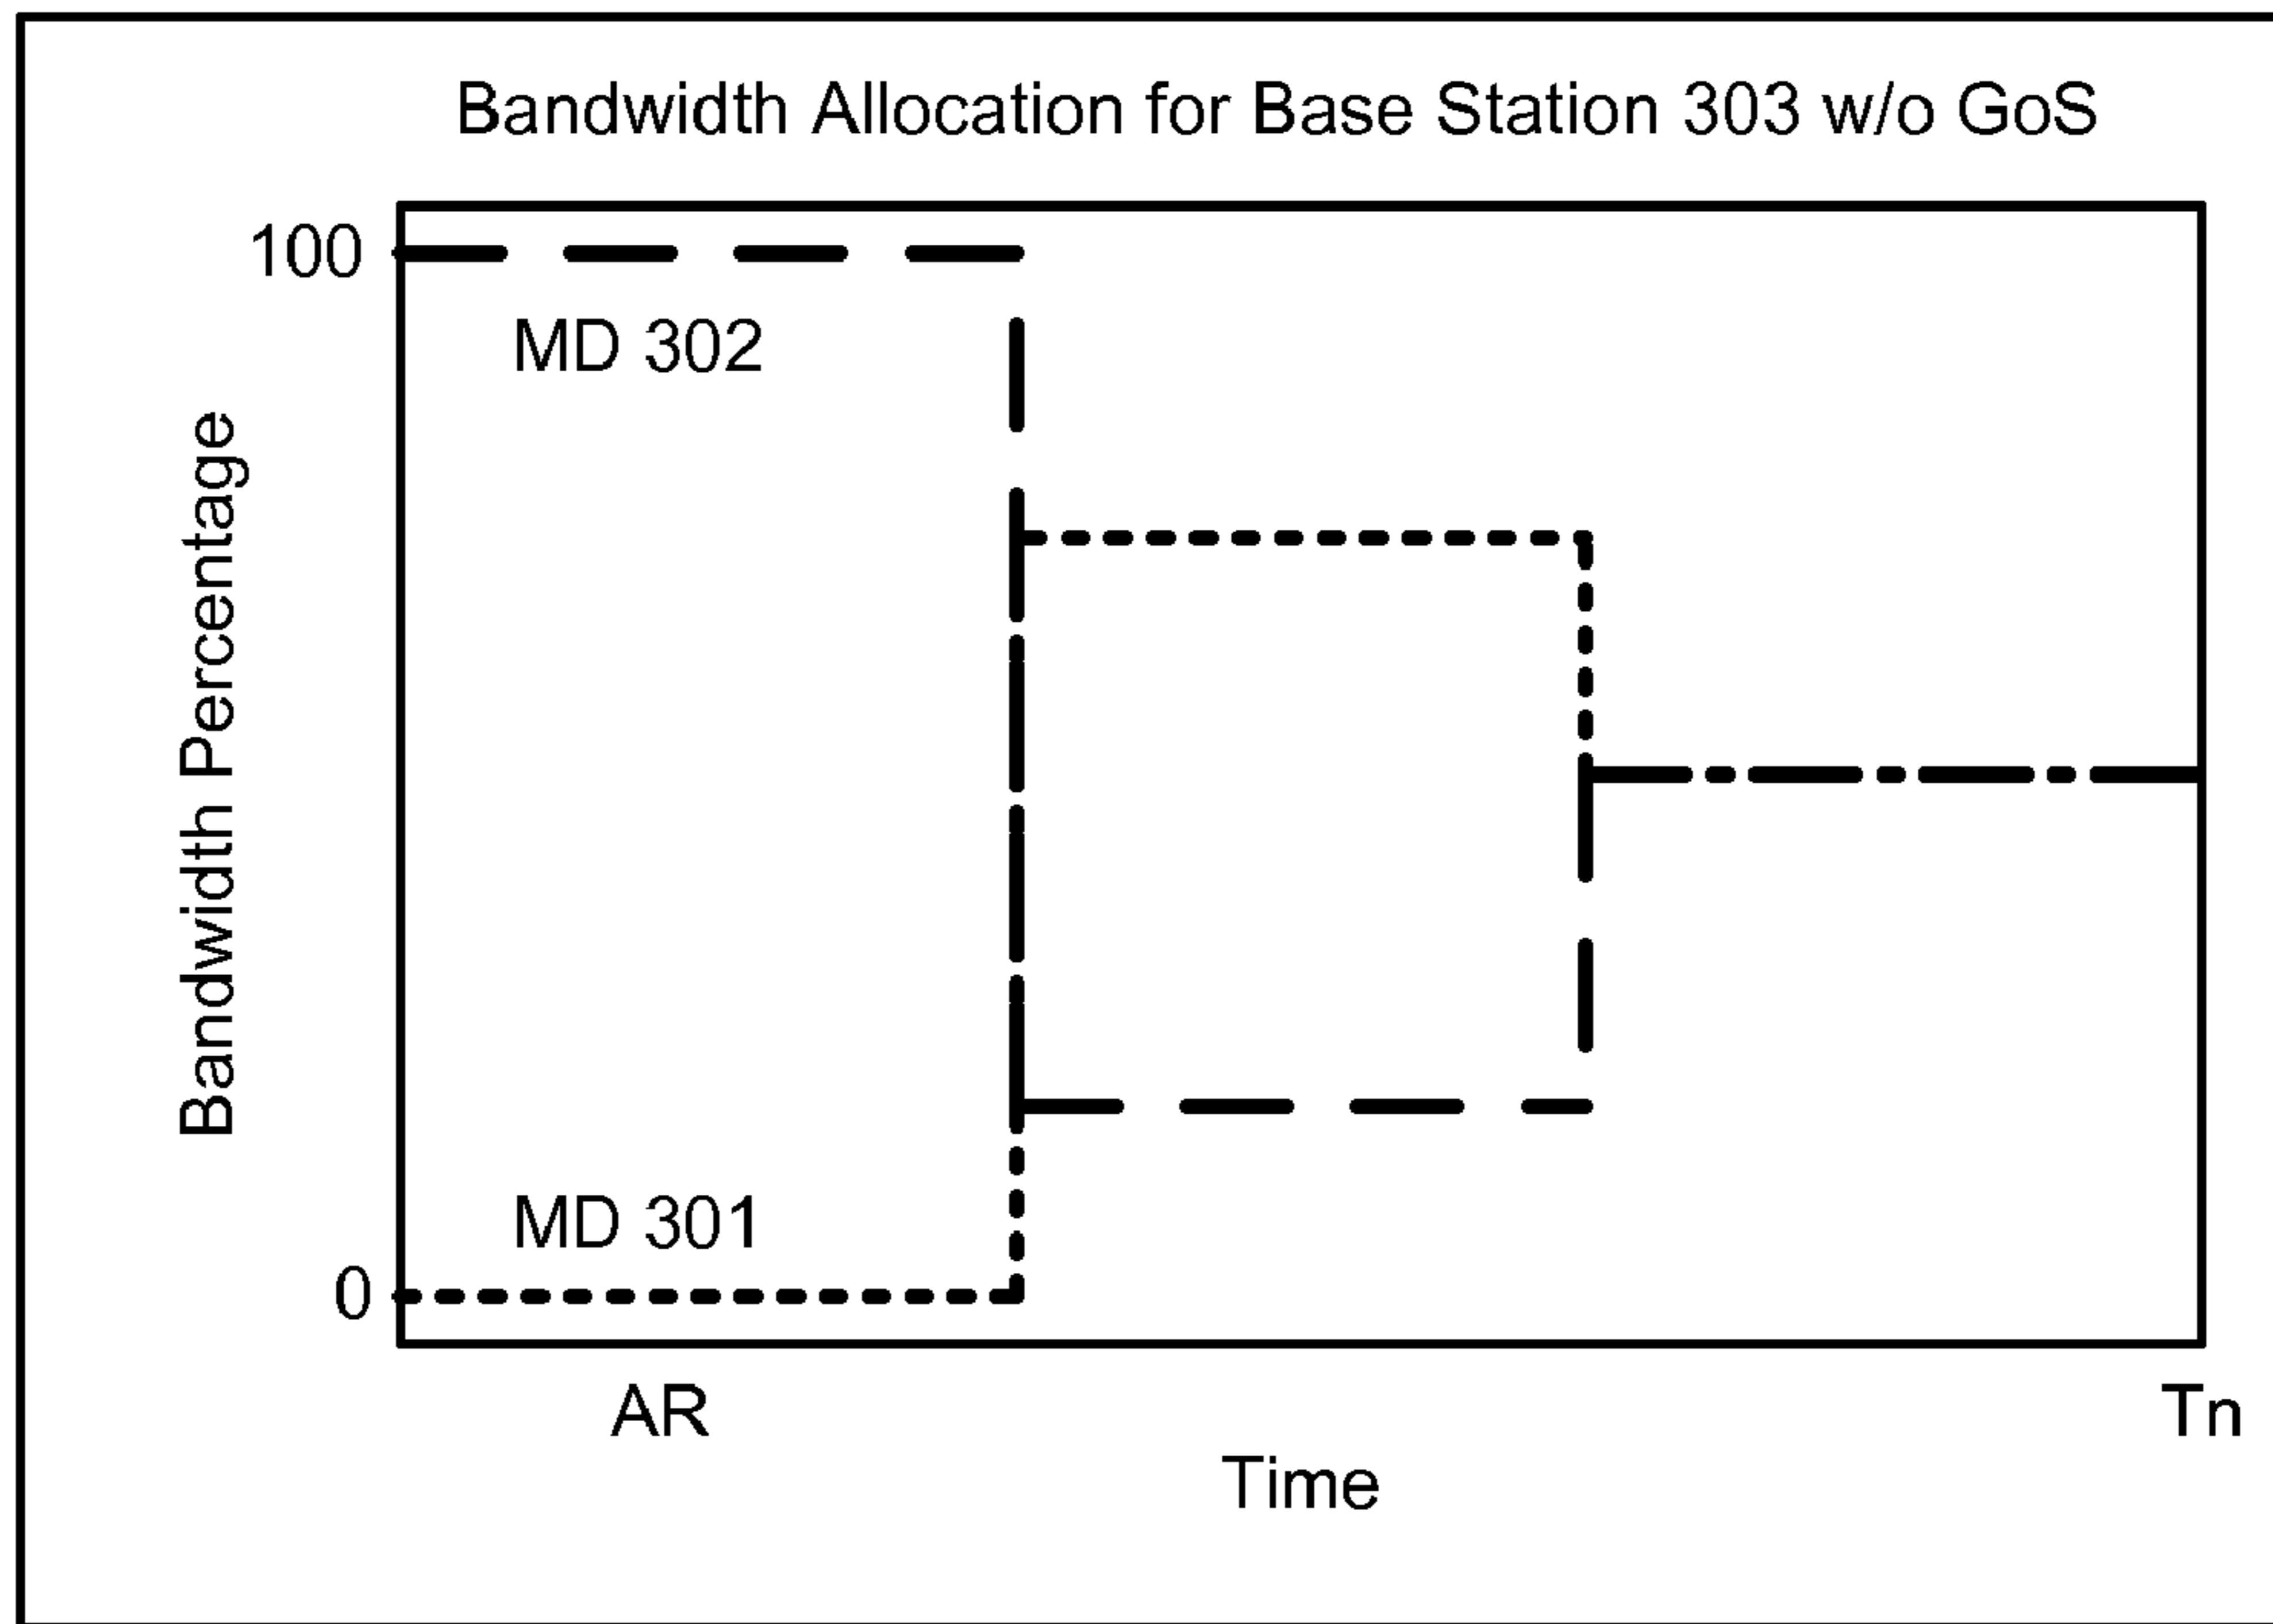 Bandwidth Allocation for Base Station 303 w/o GoS
100
MD 302
Bandwidth Percentage
MD 301
0
AR
Tn
Time